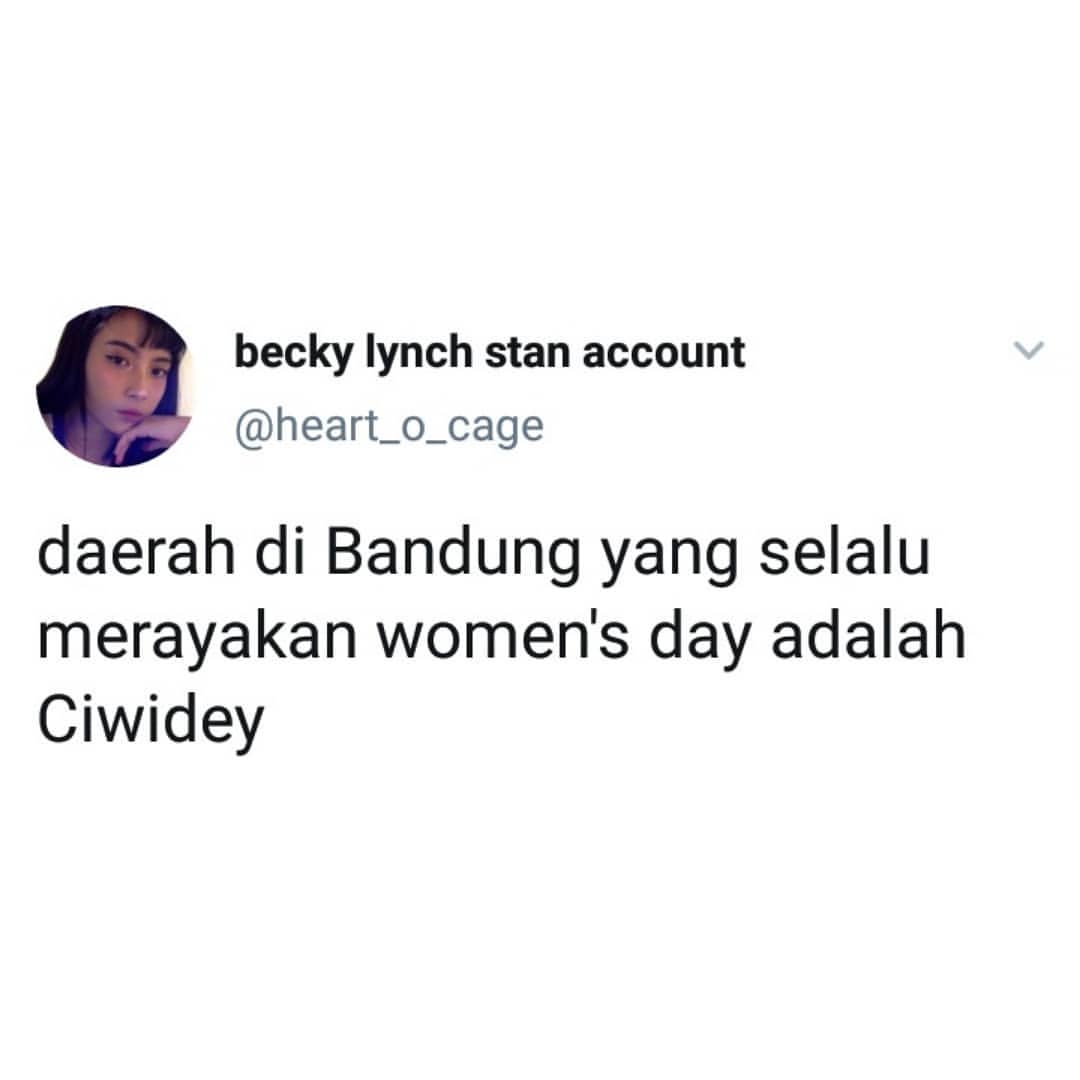 becky lynch stan account
@heart_o_cage
daerah di Bandung yang selalu
merayakan women's day adalah
Ciwidey